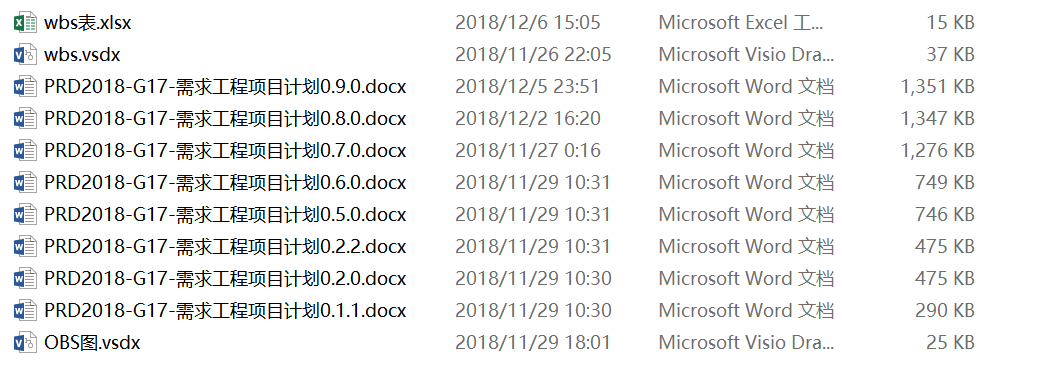 wbs表.xlsx 2018/12/6 15:05 Microsoft Excel 工... 15 KB
wbs.vsdx 2018/11/26 22:05 Microsoft Visio Dra... 37 KB
PRD2018-G17-需求工程项目计划0.9.0.docx 2018/12/5 23:51 Microsoft Word 文档 1,351 KB
PRD2018-G17-需求工程项目计划0.8.0.docx 2018/12/2 16:20 Microsoft Word 文档 1,347 KB
PRD2018-G17-需求工程项目计划0.7.0.docx 2018/11/27 0:16 Microsoft Word 文档 1,276 KB
PRD2018-G17-需求工程项目计划0.6.0.docx 2018/11/29 10:31 Microsoft Word 文档 749 KB
PRD2018-G17-需求工程项目计划0.5.0.docx 2018/11/29 10:31 Microsoft Word 文档 746 KB
PRD2018-G17-需求工程项目计划0.2.2.docx 2018/11/29 10:31 Microsoft Word 文档 475 KB
PRD2018-G17-需求工程项目计划0.2.0.docx 2018/11/29 10:30 Microsoft Word 文档 475 KB
PRD2018-G17-需求工程项目计划0.1.1.docx 2018/11/29 10:30 Microsoft Word 文档 290 KB
OBS图.vsdx 2018/11/29 18:01 Microsoft Visio Dra... 25 KB